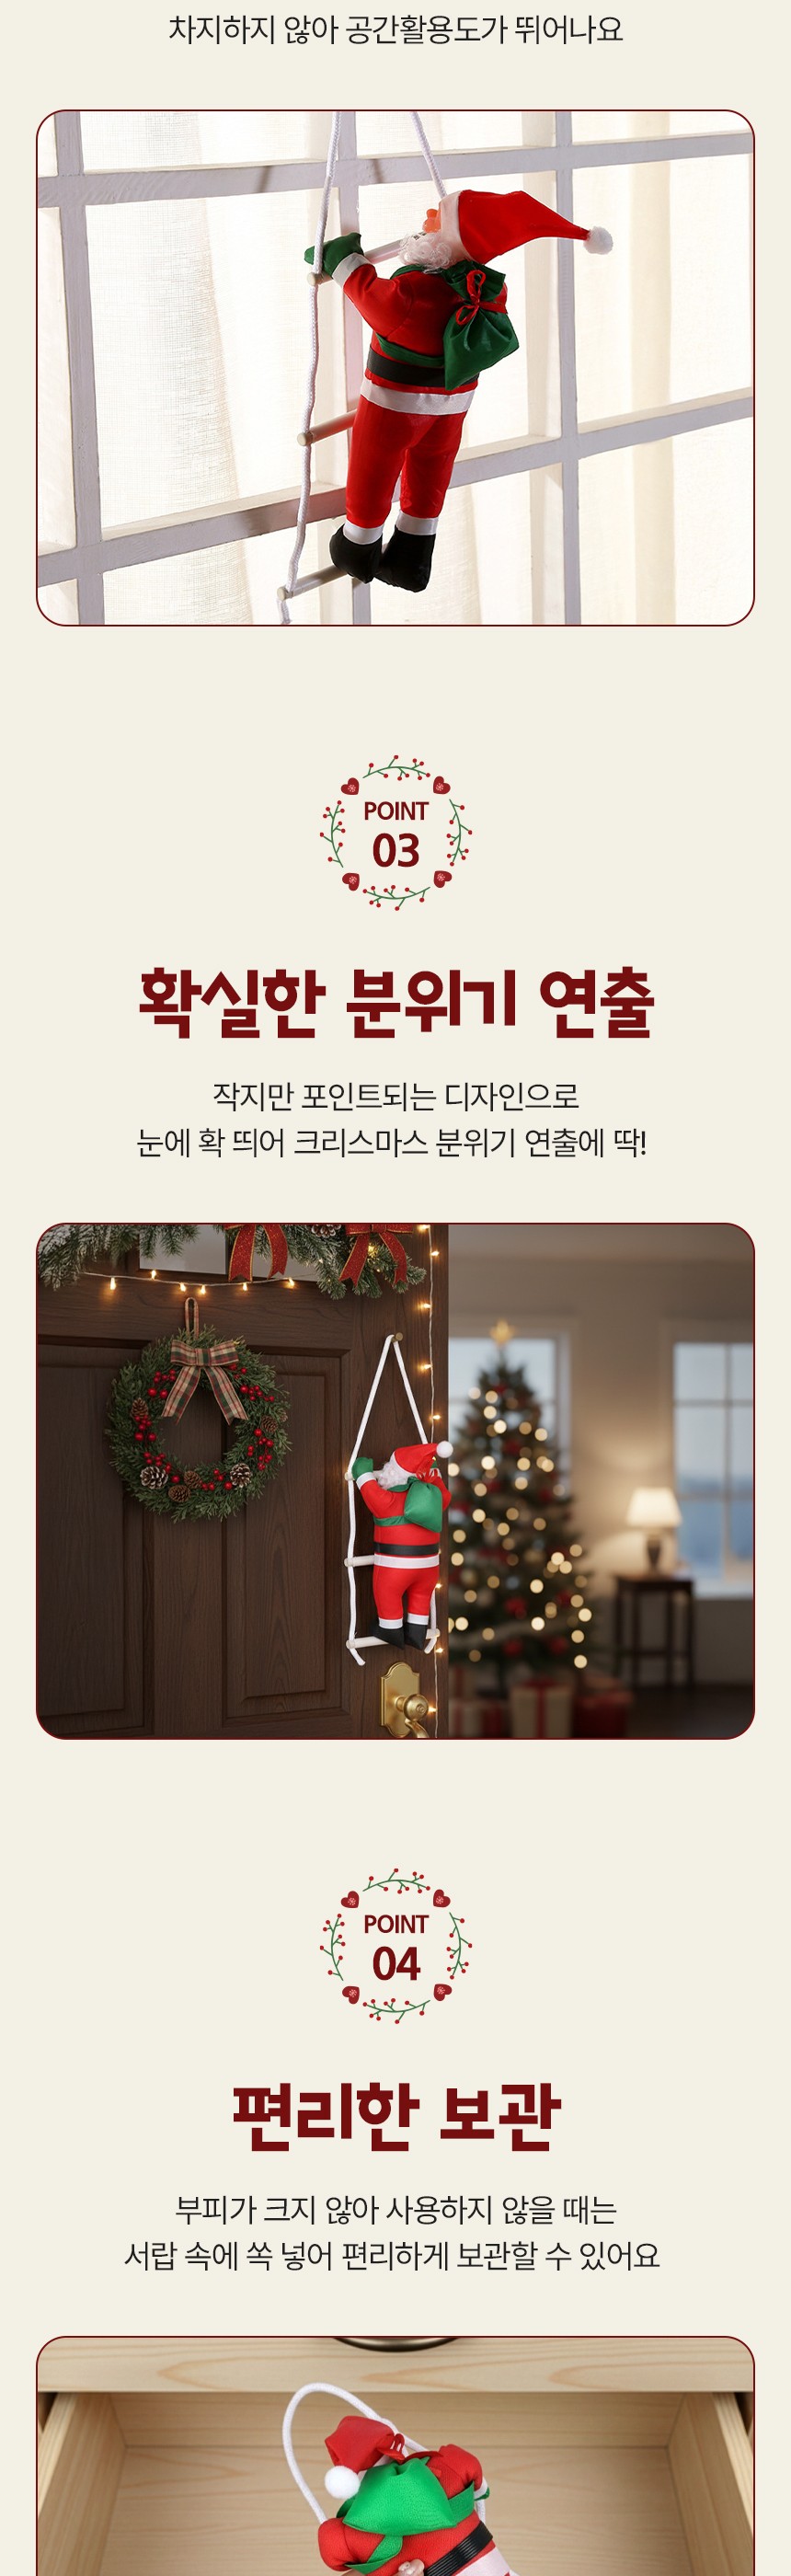 차지하지 않아 공간활용도가 뛰어나요
POINT
03
확실한 분위기 연출
작지만 포인트되는 디자인으로
눈에 확 띄어 크리스마스 분위기 연출에 딱!
POINT
04
편리한 보관
부피가 크지 않아 사용하지 않을 때는
서랍 속에 쏙 넣어 편리하게 보관할 수 있어요